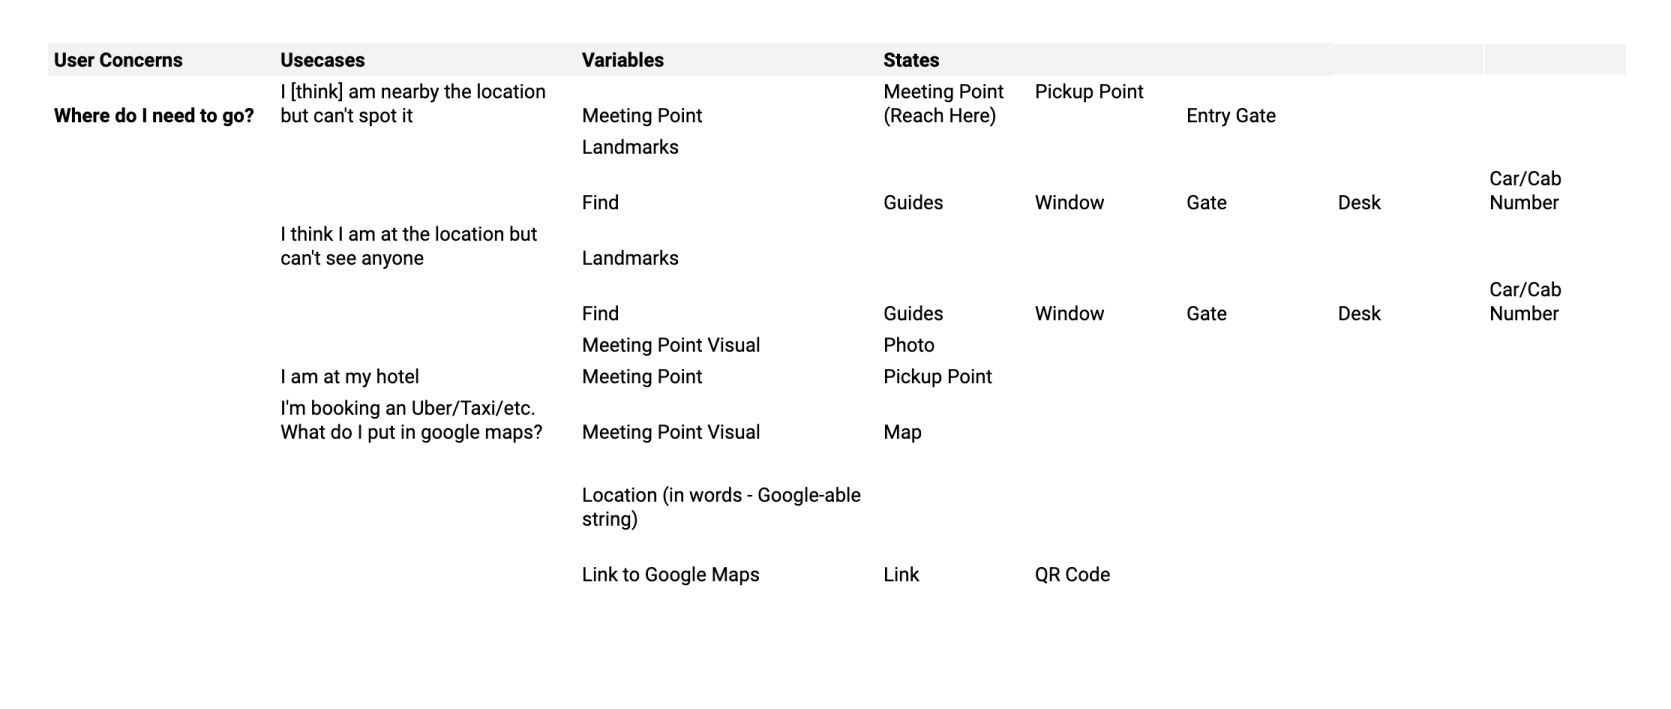 User Concerns Usecases Variables States
Where do I need to go? I [think] am nearby the location but can't spot it Meeting Point Meeting Point (Reach Here) Pickup Point Entry Gate
Landmarks
Find Guides Window Gate Desk Car/Cab Number
I think I am at the location but can't see anyone Landmarks
Find Guides Window Gate Desk Car/Cab Number
Meeting Point Visual Photo
I am at my hotel Meeting Point Pickup Point
I'm booking an Uber/Taxi/etc. What do I put in google maps? Meeting Point Visual Map
Location (in words - Google-able string)
Link to Google Maps Link QR Code